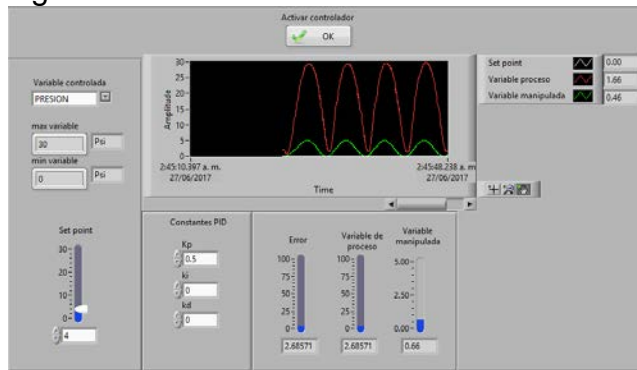 Activar controlador
OK
Variable controlada
PRESION
max variable
30 Psi
min variable
0 Psi
Set point
30
20
10
0
4
Amplitude
30
25
20
15
10
5
0
2:45:10.397 a. m.
27/06/2017
2:45:48.238 a. m.
27/06/2017
Time
Set point 0.00
Variable proceso 1.66
Variable manipulada 0.46
Constantes PID
Kp
0.5
ki
0
kd
0
Error
100
75
50
25
0
2.68571
Variable de
proceso
100
75
50
25
0
2.68571
Variable
manipulada
5.00
2.50
0.00
0.66